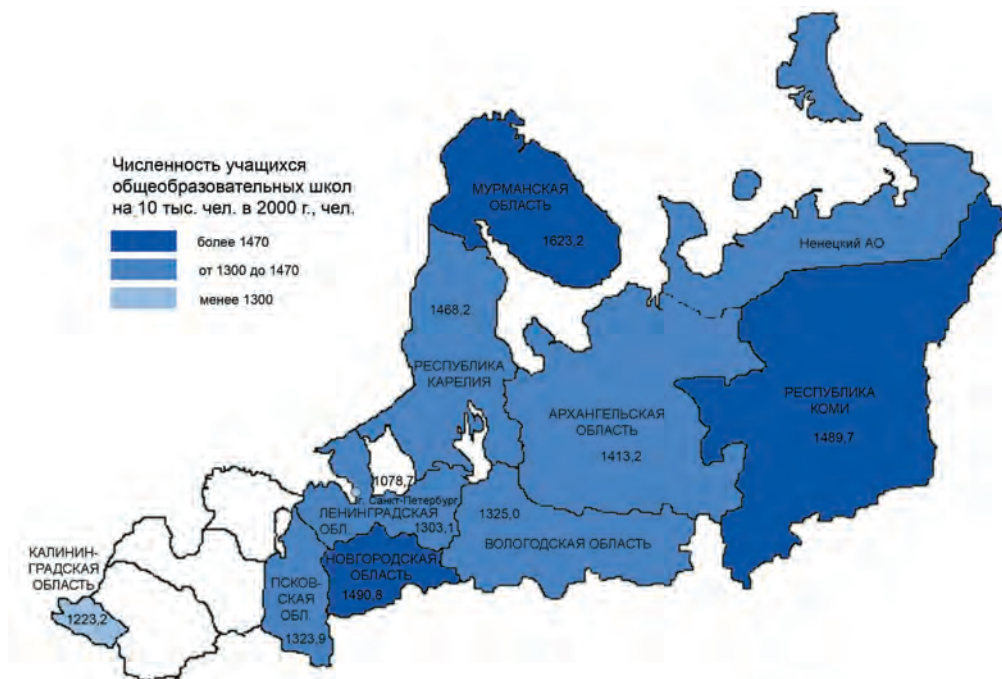 Численность учащихся
общеобразовательных школ
на 10 тыс. чел. в 2000 г., чел.
более 1470
от 1300 до 1470
менее 1300
МУРМАНСКАЯ
ОБЛАСТЬ
1623,2
Ненецкий АО
1468,2
РЕСПУБЛИКА
КАРЕЛИЯ
АРХАНГЕЛЬСКАЯ
ОБЛАСТЬ
1413,2
РЕСПУБЛИКА
КОМИ
1489,7
1078,7
г. Санкт-Петербург
ЛЕНИНГРАДСКАЯ
ОБЛ.
1303,1
1325,0
ВОЛОГОДСКАЯ ОБЛАСТЬ
НОВГОРОДСКАЯ
ОБЛАСТЬ
1490,8
ПСКОВ-
СКАЯ
ОБЛ.
1323,9
КАЛИНИН-
ГРАДСКАЯ
ОБЛАСТЬ
1223,2